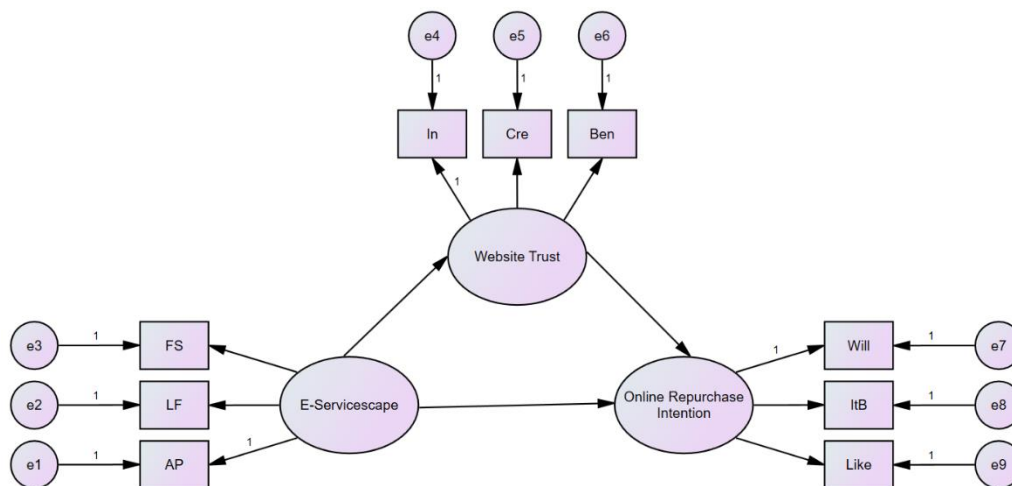 e4 e5 e6
1 1 1
In Cre Ben
1
Website Trust
e3 1 FS
e2 1 LF
e1 1 AP
1
E-Servicescape
Online Repurchase
Intention
1
Will 1 e7
ItB 1 e8
Like 1 e9